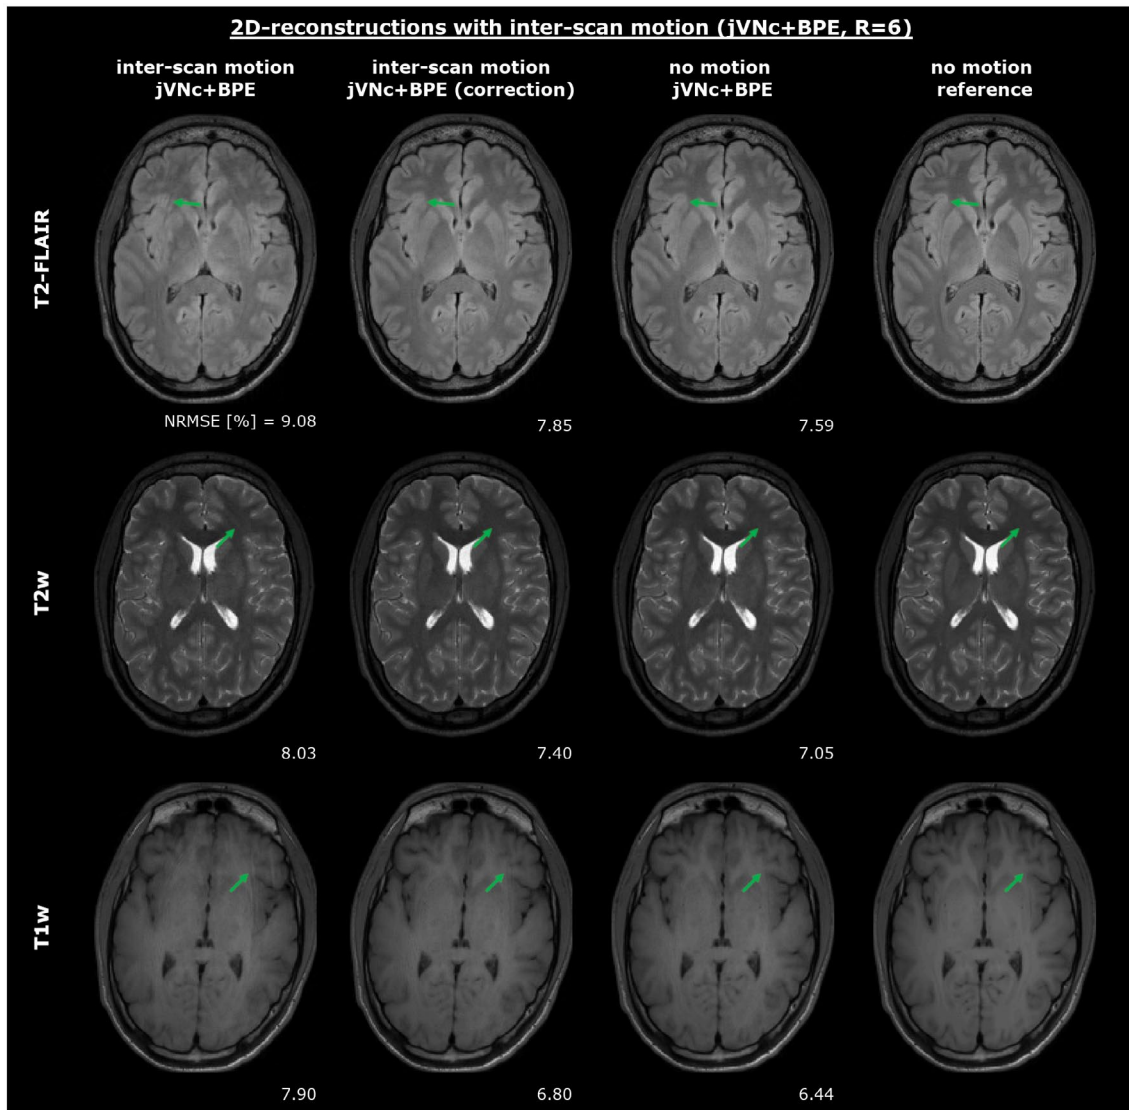 2D-reconstructions with inter-scan motion (jVNc+BPE, R=6)
inter-scan motion
jVNc+BPE
inter-scan motion
jVNc+BPE (correction)
no motion
jVNc+BPE
no motion
reference
T2-FLAIR
NRMSE [%] = 9.08
7.85
7.59
T2w
8.03
7.40
7.05
T1w
7.90
6.80
6.44